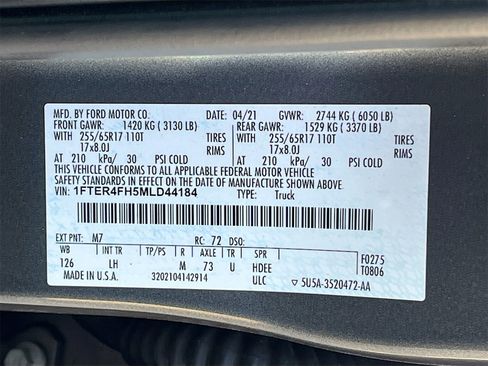 MFD. BY FORD MOTOR CO. 04/21 GVWR: 2744 KG ( 6050 LB)
FRONT GAWR: 1420 KG ( 3130 LB) REAR GAWR: 1529 KG ( 3370 LB)
WITH 255/65R17 110T TIRES WITH 255/65R17 110T TIRES
17x8.0J RIMS 17x8.0J RIMS
AT 210 kPa/ 30 PSI COLD AT 210 kPa/ 30 PSI COLD
THIS VEHICLE CONFORMS TO ALL APPLICABLE FEDERAL MOTOR VEHICLE
SAFETY STANDARDS IN EFFECT ON THE DATE OF MANUFACTURE SHOWN ABOVE.
VIN: 1FTER4FH5MLD44184 TYPE: Truck
EXT PNT: M7 RC: 72 DSO:
WB INT TR TP/PS R AXLE TR SPR F0275
126 LH M 73 U HDEE T0806
MADE IN U.S.A. 3202104142914 ULC ▽ 5U5A-3520472-AA